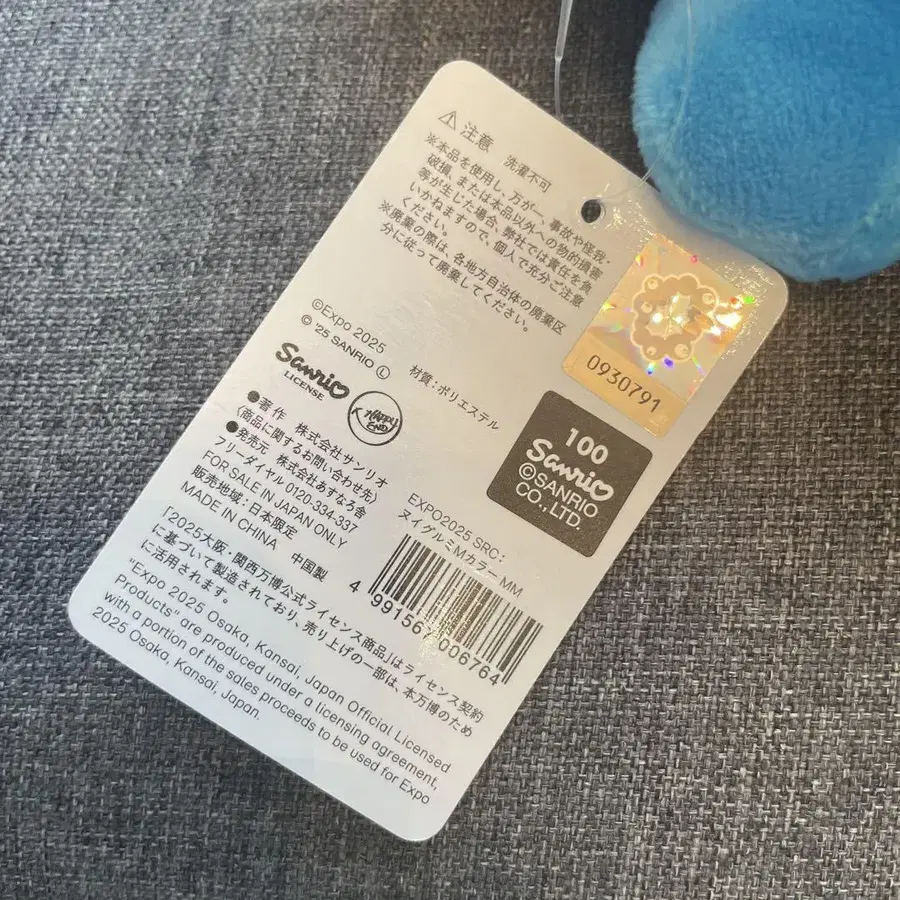 ⚠注意 洗濯不可
※本品を使用し、万が一、事故や怪我・
破損、または本品以外への物的損害
等が生じた場合、弊社では責任を負
いかねますので、個人で充分ご注意
ください。
※廃棄の際は、各地方自治体の廃棄区
分に従って廃棄してください。
©Expo 2025
© '25 SANRIO Ⓛ
材質:ポリエステル
Sanrio
LICENSE
HAPPY
END
0930791
100
Sanrio
©SANRIO
CO.,LTD.
●著作 株式会社サンリオ
〈商品に関するお問い合わせ先〉
●発売元 株式会社あすなろ舎
フリーダイヤル 0120-334-337
FOR SALE IN JAPAN ONLY
販売地域:日本限定
MADE IN CHINA 中国製
EXPO2025 SRC:
ヌイグルミMカラー MM
4 99156 006764
「2025大阪・関西万博公式ライセンス商品」はライセンス契約
に基づいて製造されており、売り上げの一部は、本万博のため
に活用されます。
"Expo 2025 Osaka, Kansai, Japan Official Licensed
Products" are produced under a licensing agreement,
with a portion of the sales proceeds to be used for Expo
2025 Osaka, Kansai, Japan.